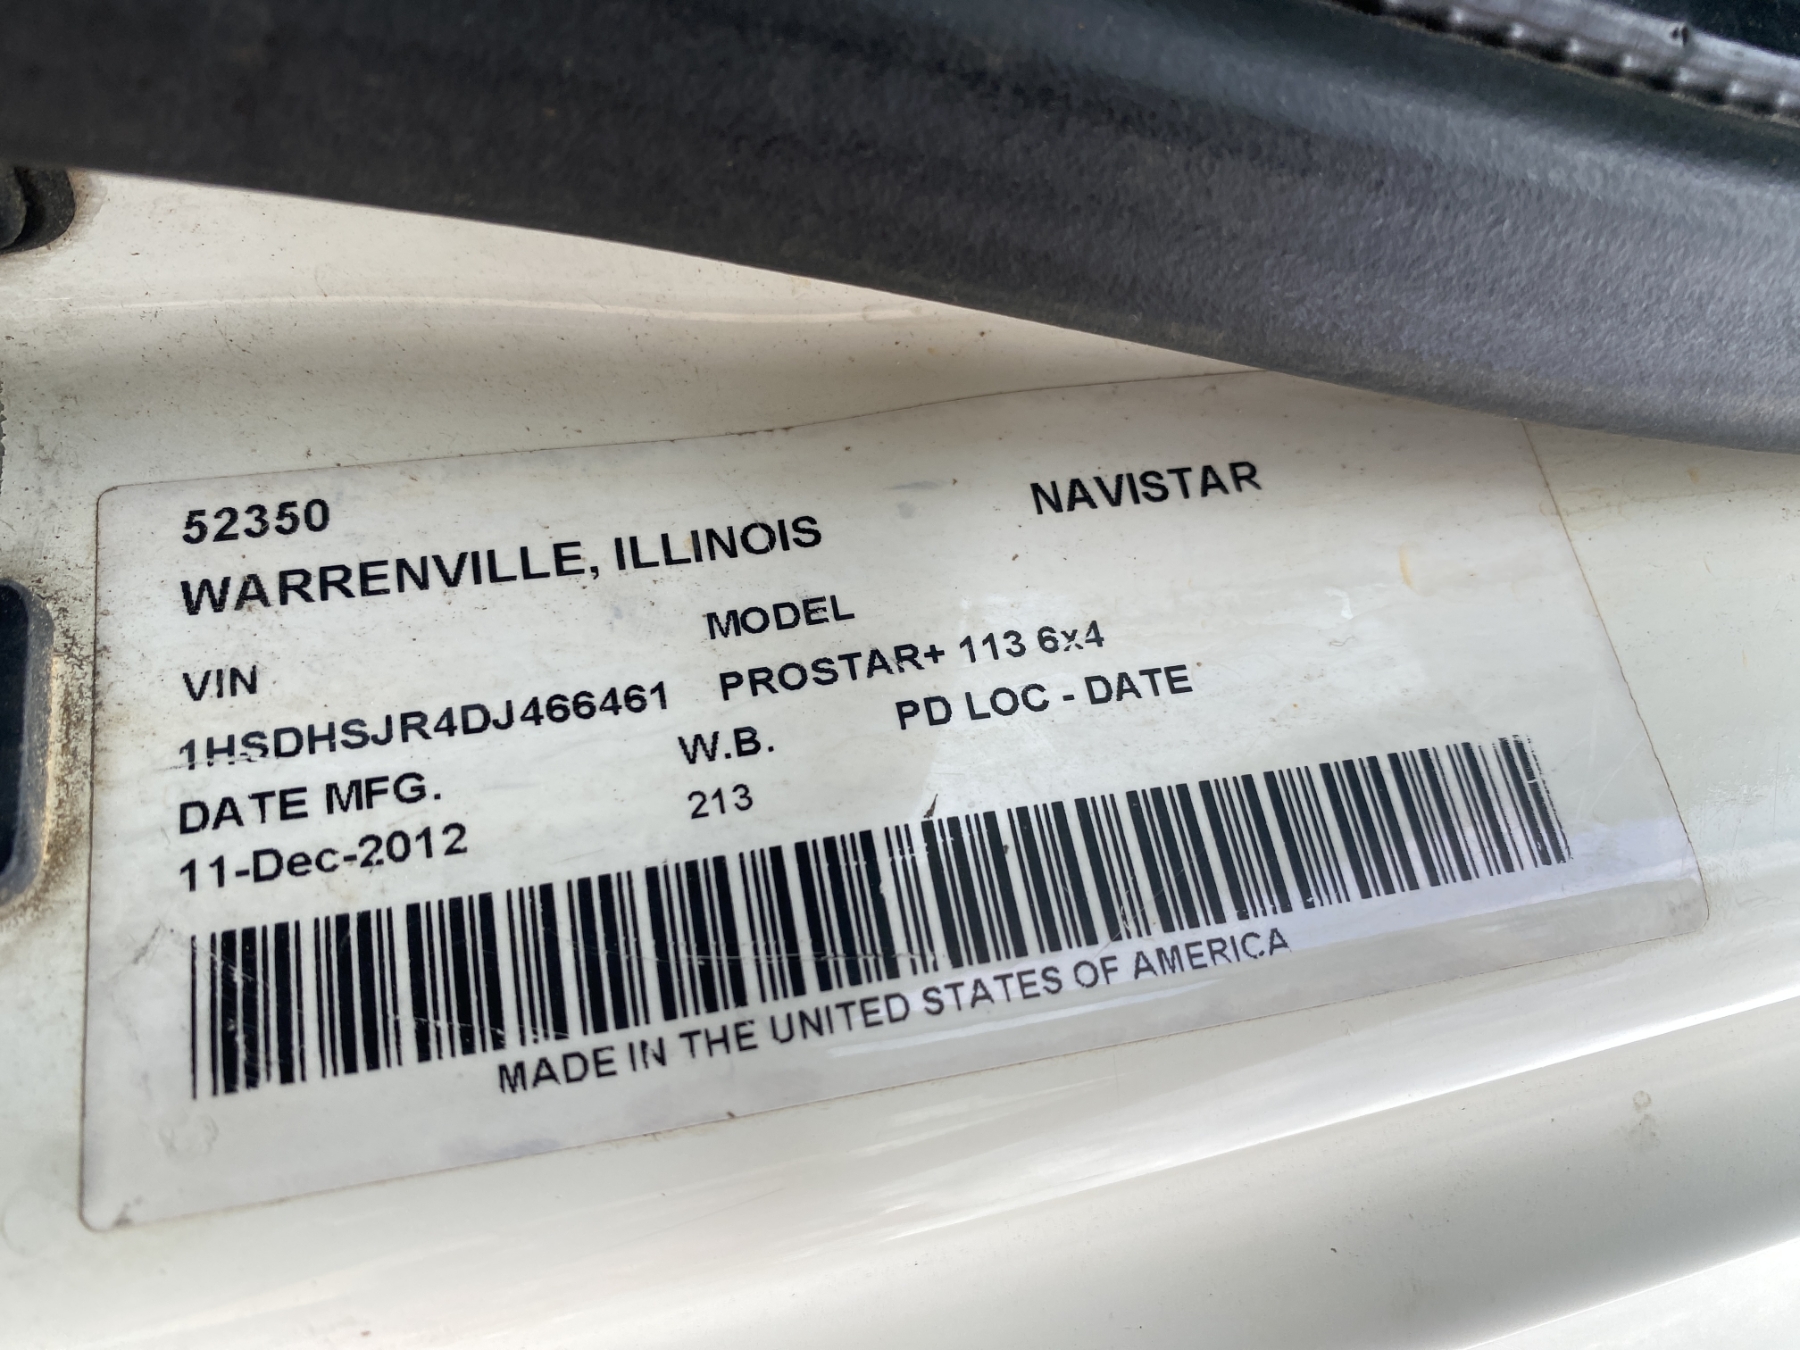 52350
NAVISTAR
WARRENVILLE, ILLINOIS
VIN
MODEL
1HSDHSJR4DJ466461
PROSTAR+ 113 6x4
DATE MFG.
W.B.
PD LOC - DATE
11-Dec-2012
213
MADE IN THE UNITED STATES OF AMERICA